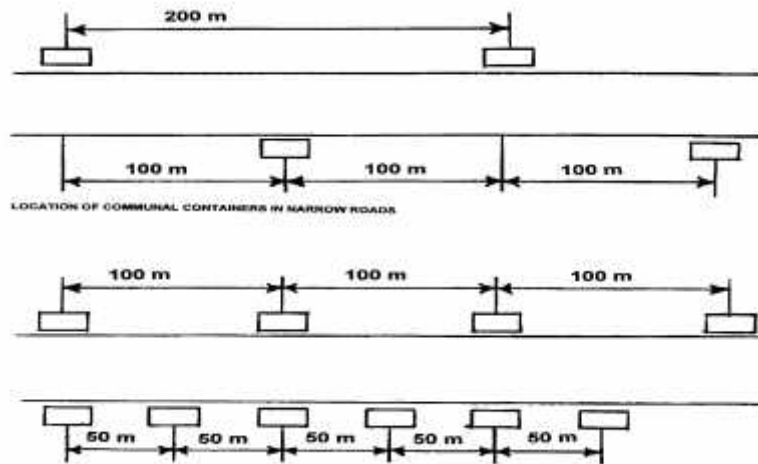 200 m
100 m 100 m 100 m
LOCATION OF COMMUNAL CONTAINERS IN NARROW ROADS
100 m 100 m 100 m
50 m 50 m 50 m 50 m 50 m